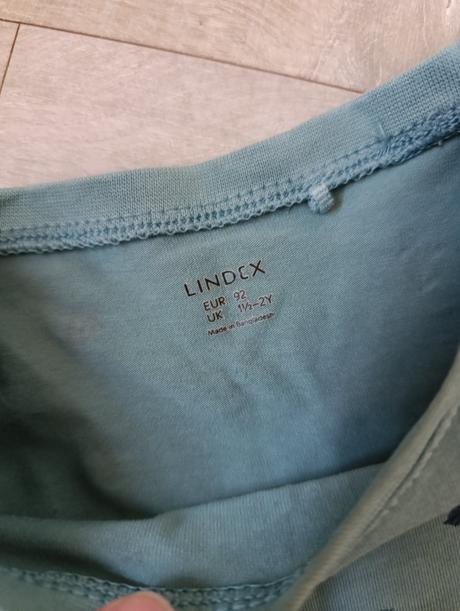 LINDEX
EUR 92
UK 1½-2Y
Made in Bangladesh